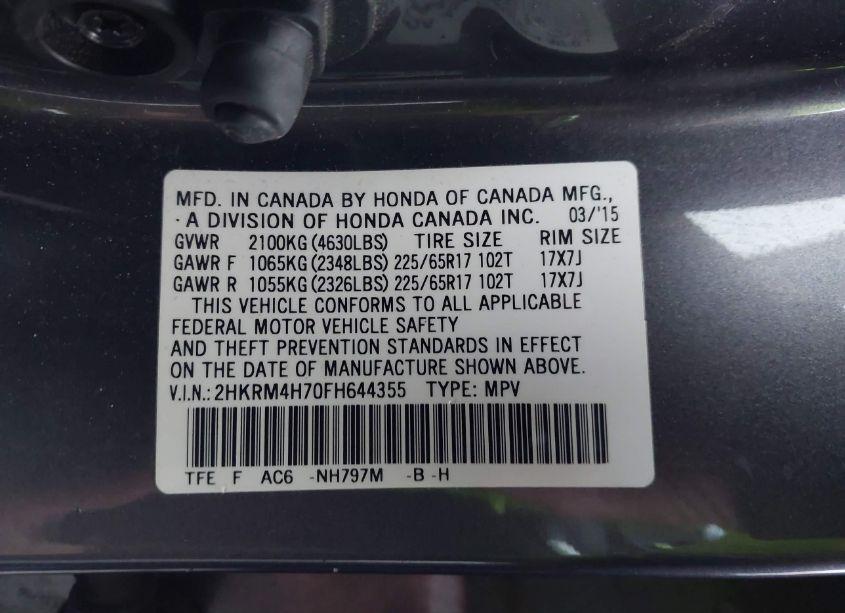 MFD. IN CANADA BY HONDA OF CANADA MFG.,
A DIVISION OF HONDA CANADA INC. 03/'15
GVWR 2100KG (4630LBS) TIRE SIZE RIM SIZE
GAWR F 1065KG (2348LBS) 225/65R17 102T 17X7J
GAWR R 1055KG (2326LBS) 225/65R17 102T 17X7J
THIS VEHICLE CONFORMS TO ALL APPLICABLE
FEDERAL MOTOR VEHICLE SAFETY
AND THEFT PREVENTION STANDARDS IN EFFECT
ON THE DATE OF MANUFACTURE SHOWN ABOVE.
V.I.N.: 2HKRM4H70FH644355 TYPE: MPV
TFE F AC6 -NH797M -B -H